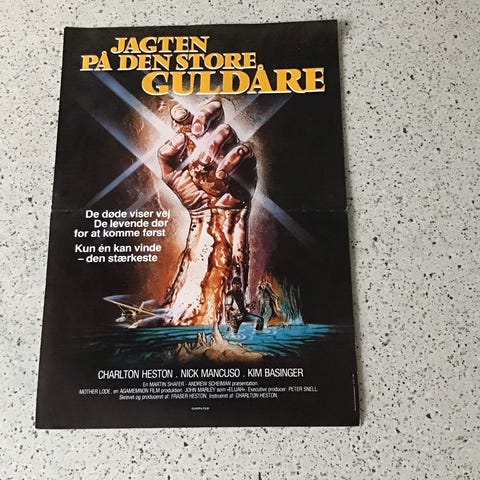 JAGTEN
PÅ DEN STORE
GULDÅRE
De døde viser vej
De levende dør
for at komme først
Kun én kan vinde
– den stærkeste
CHARLTON HESTON . NICK MANCUSO . KIM BASINGER
En MARTIN SHAFER - ANDREW SCHEINMAN præsentation.
MOTHER LODE, en AGAMEMNON FILM produktion. JOHN MARLEY som «ELIJAH». Executive producer: PETER SNELL.
Skrevet og produceret af: FRASER HESTON. Instrueret af: CHARLTON HESTON.
EUROPA FILM